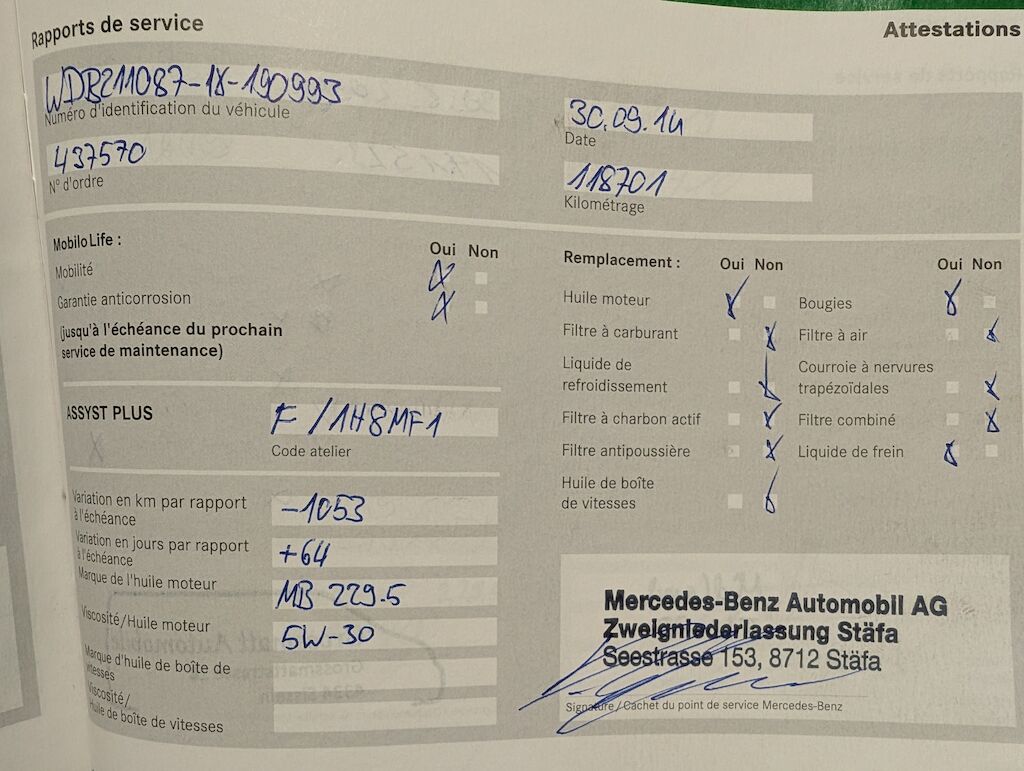 Rapports de service
Attestations
WDB211087-1X-190993
Numéro d'identification du véhicule
437570
N° d'ordre
30.09.14
Date
118701
Kilométrage
MobiloLife :
Oui Non
Mobilité
Garantie anticorrosion
(jusqu'à l'échéance du prochain
service de maintenance)
ASSYST PLUS
F /1H8MF1
Code atelier
Variation en km par rapport
à l'échéance
-1053
Variation en jours par rapport
à l'échéance
+64
Marque de l'huile moteur
MB 229.5
Viscosité/Huile moteur
5W-30
Marque d'huile de boîte de
vitesses
Viscosité/
Huile de boîte de vitesses
Remplacement :
Oui Non
Oui Non
Huile moteur
Bougies
Filtre à carburant
Filtre à air
Liquide de
refroidissement
Courroie à nervures
trapézoïdales
Filtre à charbon actif
Filtre combiné
Filtre antipoussière
Liquide de frein
Huile de boîte
de vitesses
Mercedes-Benz Automobil AG
Zweigniederlassung Stäfa
Seestrasse 153, 8712 Stäfa
Signature / Cachet du point de service Mercedes-Benz